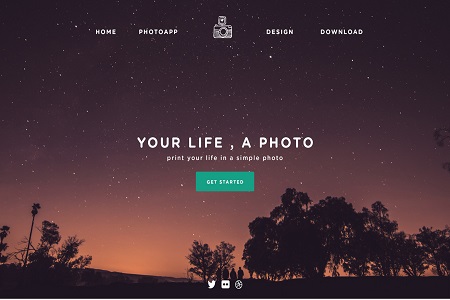 HOME PHOTOAPP DESIGN DOWNLOAD
YOUR LIFE , A PHOTO
print your life in a simple photo
GET STARTED